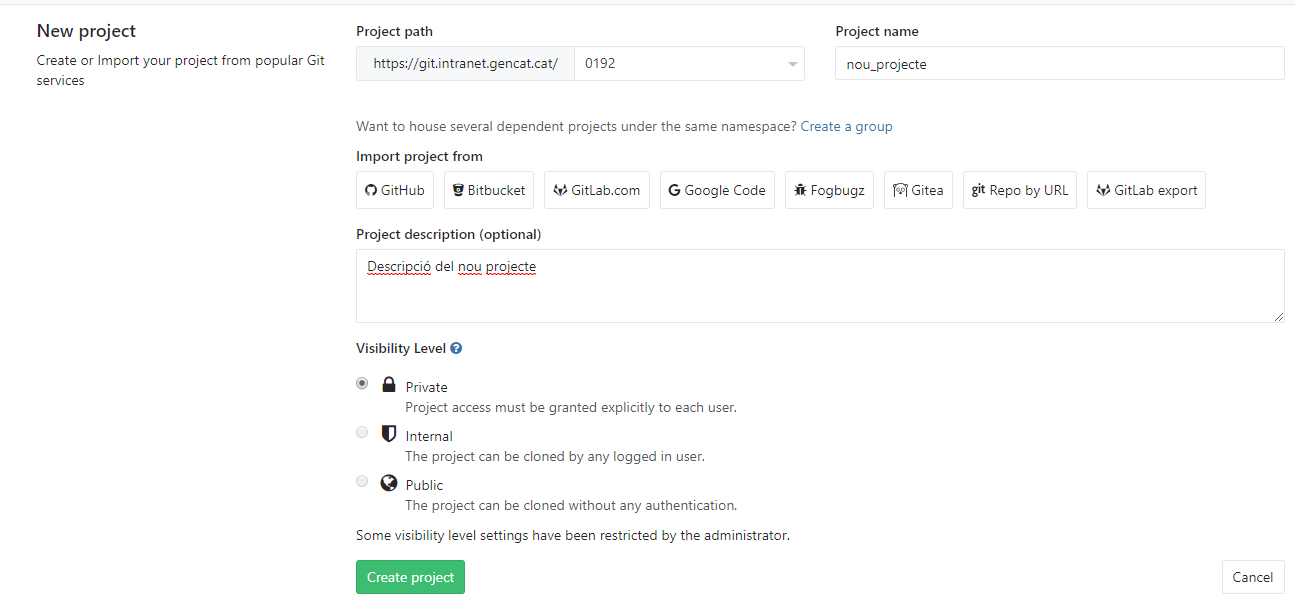 New project
Create or Import your project from popular Git
services
Project path
https://git.intranet.gencat.cat/ 0192
Project name
nou_projecte
Want to house several dependent projects under the same namespace? Create a group
Import project from
GitHub Bitbucket GitLab.com Google Code Fogbugz Gitea git Repo by URL GitLab export
Project description (optional)
Descripció del nou projecte
Visibility Level ?
Private
Project access must be granted explicitly to each user.
Internal
The project can be cloned by any logged in user.
Public
The project can be cloned without any authentication.
Some visibility level settings have been restricted by the administrator.
Create project Cancel